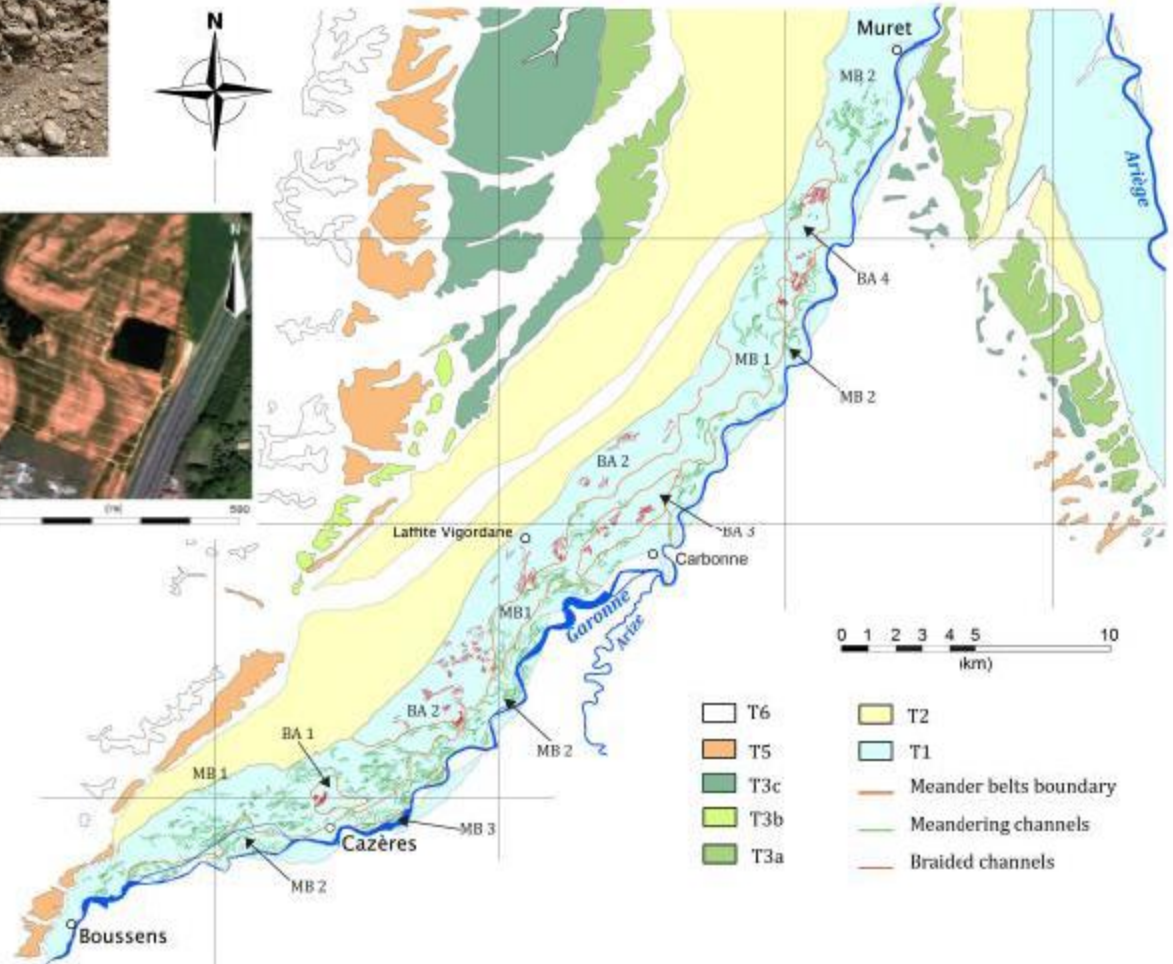 N
Muret
MB 2
Ariège
N
BA 4
MB 1
MB 2
BA 2
500
Laffite Vigordane
BA 3
Carbonne
Garonne
Arize
MB1
0 1 2 3 4 5 10
(km)
BA 2
BA 1
MB 2
MB 1
MB 3
Cazères
MB 2
Boussens
T6
T5
T3c
T3b
T3a
T2
T1
Meander belts boundary
Meandering channels
Braided channels